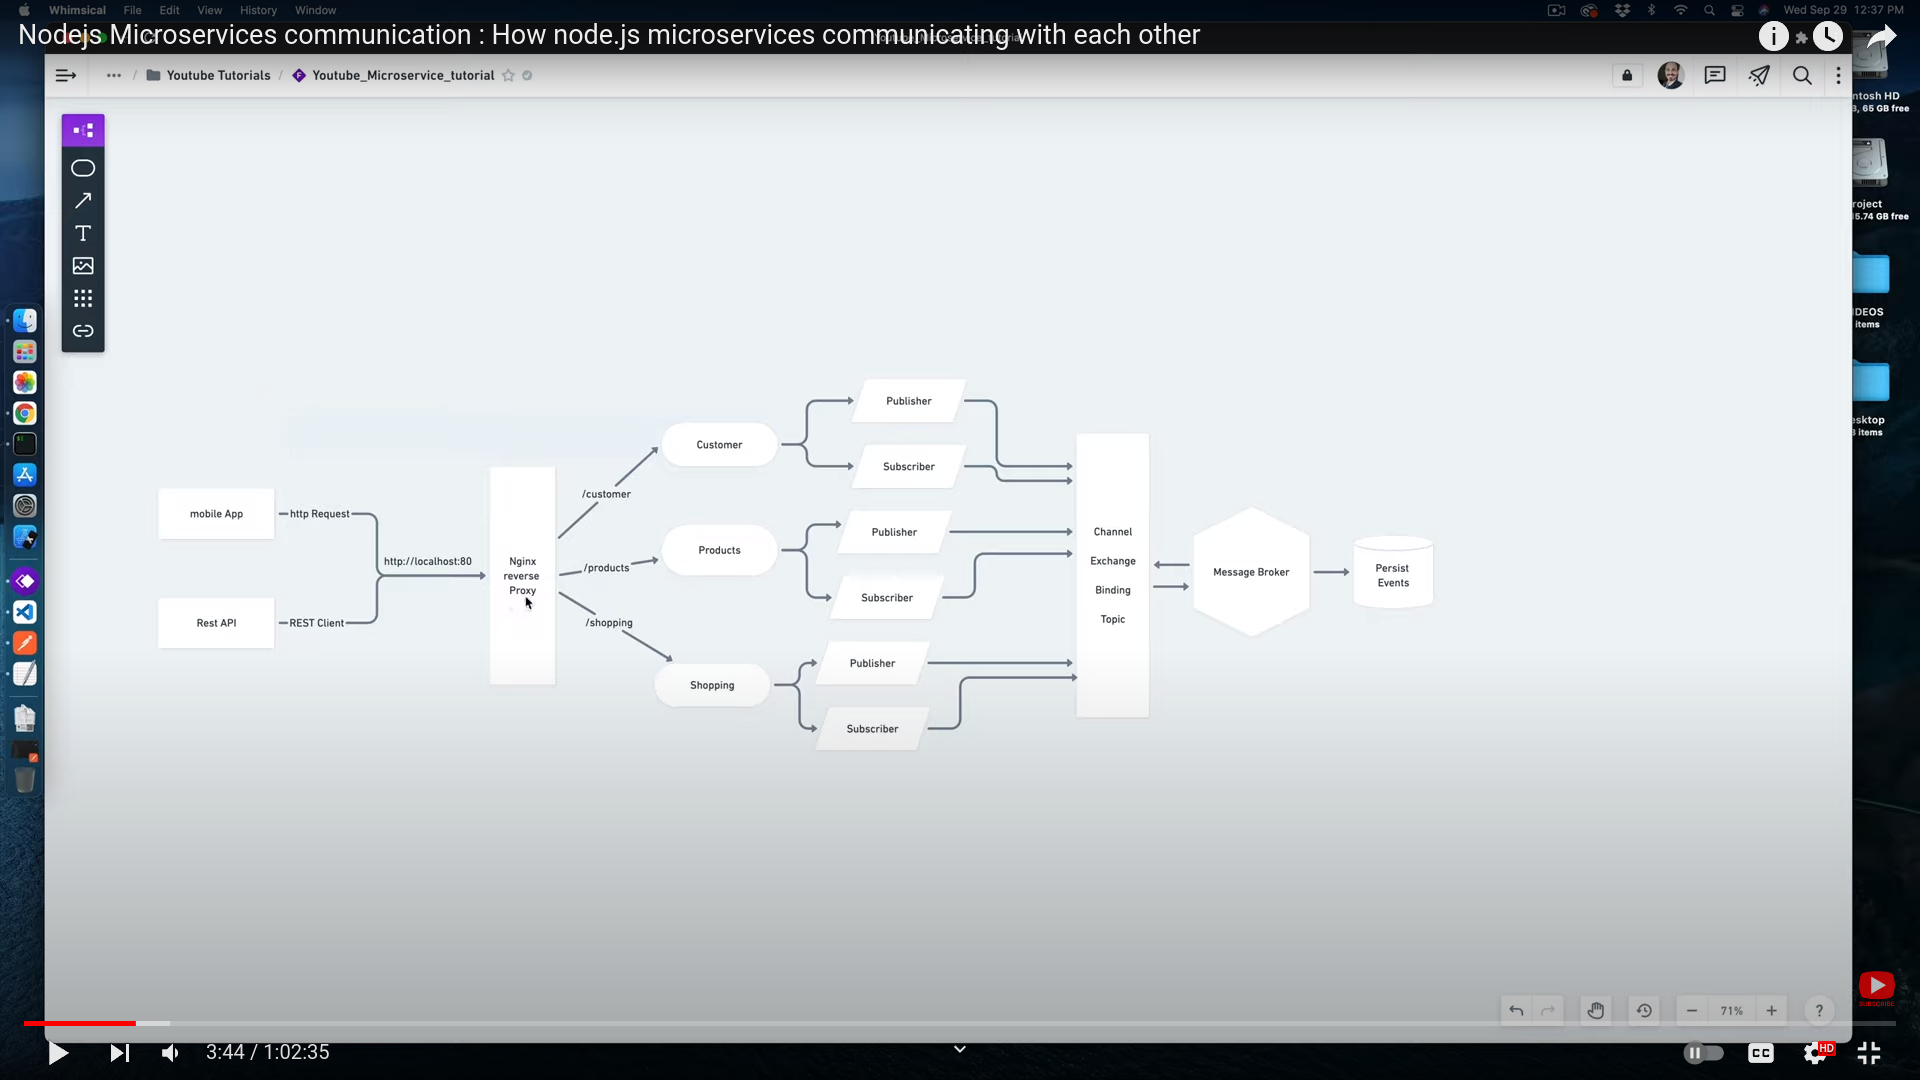 Whimsical File Edit View History Window
Wed Sep 29 12:37 PM
Nodejs Microservices communication : How node.js microservices communicating with each other
Youtube Tutorials / Youtube_Microservice_tutorial
ntosh HD
65 GB free
roject
5.74 GB free
IDEOS
items
esktop
items
Publisher
Customer
Subscriber
/customer
mobile App
http Request
Publisher
Products
http://localhost:80
Nginx
reverse
Proxy
/products
Subscriber
Channel
Exchange
Binding
Topic
Message Broker
Persist
Events
Rest API
REST Client
/shopping
Publisher
Shopping
Subscriber
SUBSCRIBE
71%
?
3:44 / 1:02:35
CC
HD